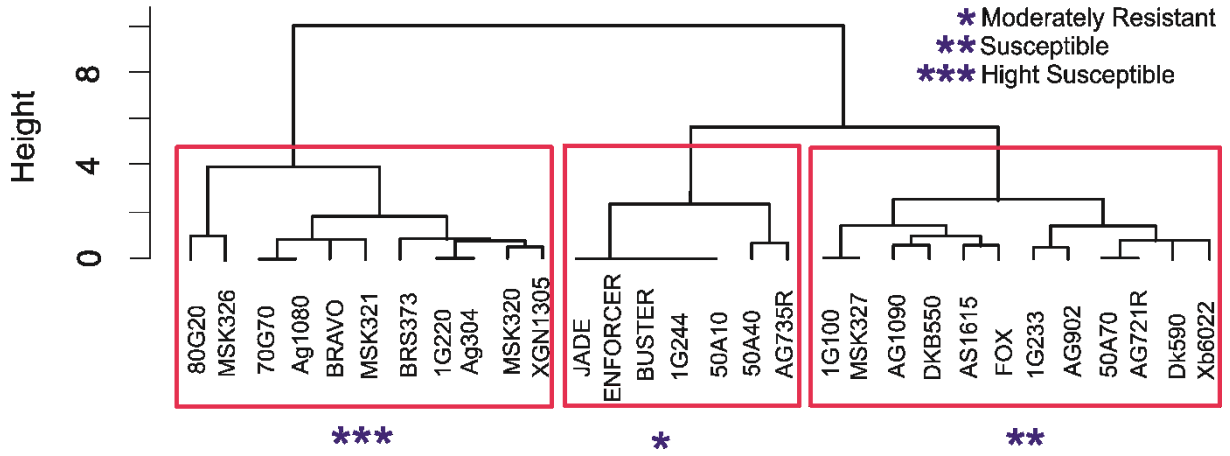 * Moderately Resistant
** Susceptible
*** Hight Susceptible
Height
8
4
0
80G20
MSK326
70G70
Ag1080
BRAVO
MSK321
BRS373
1G220
Ag304
MSK320
XGN1305
JADE
ENFORCER
BUSTER
1G244
50A10
50A40
AG735R
1G100
MSK327
AG1090
DKB550
AS1615
FOX
1G233
AG902
50A70
AG721R
Dk590
Xb6022
***
*
**